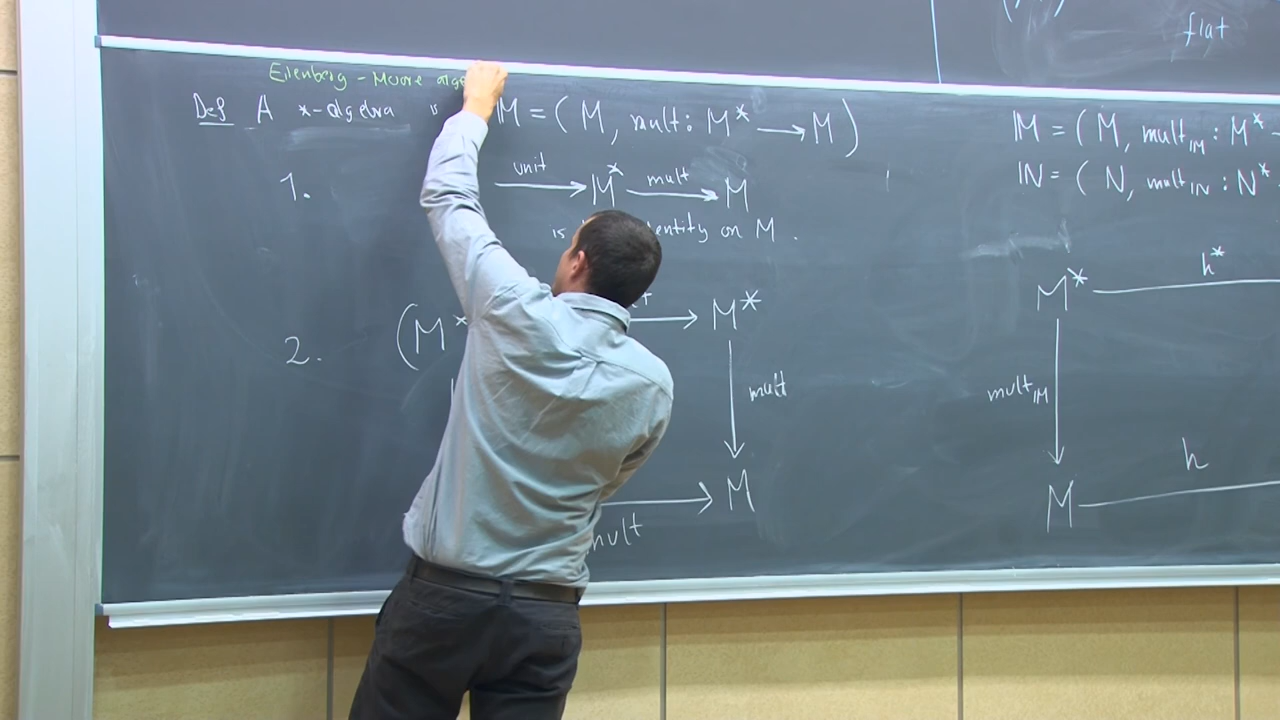 flat
Eilenberg - Moore alge
Def A *-algebra is M = ( M, mult : M* → M )
1. unit → M* mult → M
is entity on M .
2. ( M* → M*
mult
mult → M
M = ( M, mult_M : M*
N = ( N, mult_N : N*
M* h*
mult_M
M h